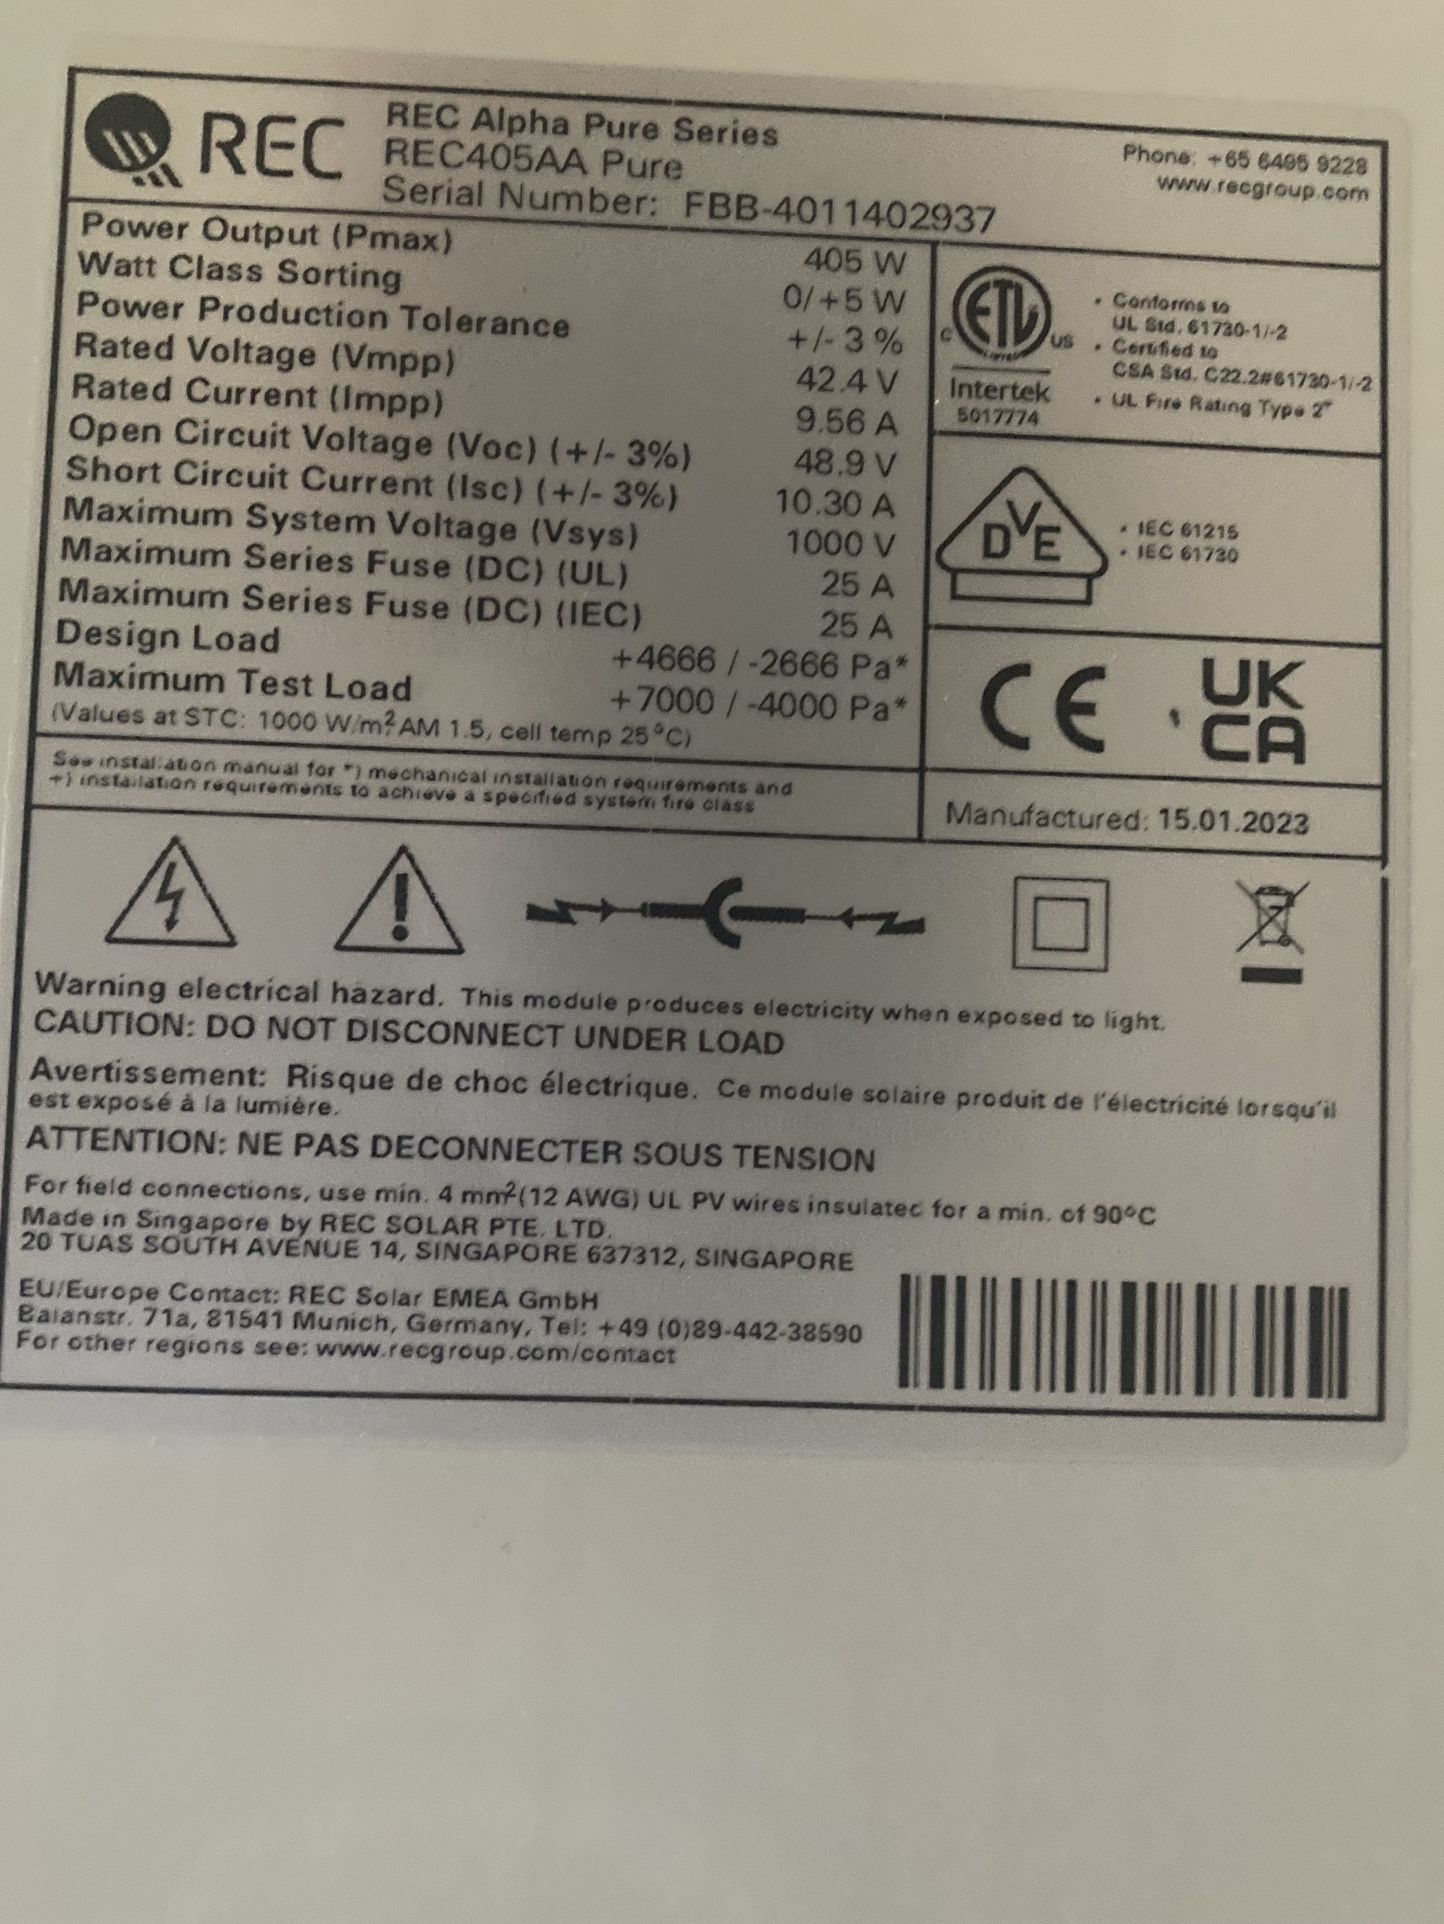 REC
REC Alpha Pure Series
REC405AA Pure
Serial Number: FBB-4011402937
Phone: +65 6495 9228
www.recgroup.com
Power Output (Pmax) 405 W
Watt Class Sorting 0/+5 W
Power Production Tolerance +/- 3 %
Rated Voltage (Vmpp) 42.4 V
Rated Current (Impp) 9.56 A
Open Circuit Voltage (Voc) (+/- 3%) 48.9 V
Short Circuit Current (Isc) (+/- 3%) 10.30 A
Maximum System Voltage (Vsys) 1000 V
Maximum Series Fuse (DC) (UL) 25 A
Maximum Series Fuse (DC) (IEC) 25 A
Design Load +4666 / -2666 Pa*
Maximum Test Load +7000 / -4000 Pa*
(Values at STC: 1000 W/m² AM 1.5, cell temp 25°C)
See installation manual for *) mechanical installation requirements and
+) installation requirements to achieve a specified system fire class
C ETL US
Intertek
5017774
• Conforms to
UL Std. 61730-1/-2
• Certified to
CSA Std. C22.2#61730-1/-2
• UL Fire Rating Type 2+
DVE
• IEC 61215
• IEC 61730
CE
UK
CA
Manufactured: 15.01.2023
Warning electrical hazard. This module produces electricity when exposed to light.
CAUTION: DO NOT DISCONNECT UNDER LOAD
Avertissement: Risque de choc électrique. Ce module solaire produit de l'électricité lorsqu'il
est exposé à la lumière.
ATTENTION: NE PAS DECONNECTER SOUS TENSION
For field connections, use min. 4 mm² (12 AWG) UL PV wires insulated for a min. of 90°C
Made in Singapore by REC SOLAR PTE. LTD.
20 TUAS SOUTH AVENUE 14, SINGAPORE 637312, SINGAPORE
EU/Europe Contact: REC Solar EMEA GmbH
Balanstr. 71a, 81541 Munich, Germany, Tel: +49 (0)89-442-38590
For other regions see: www.recgroup.com/contact